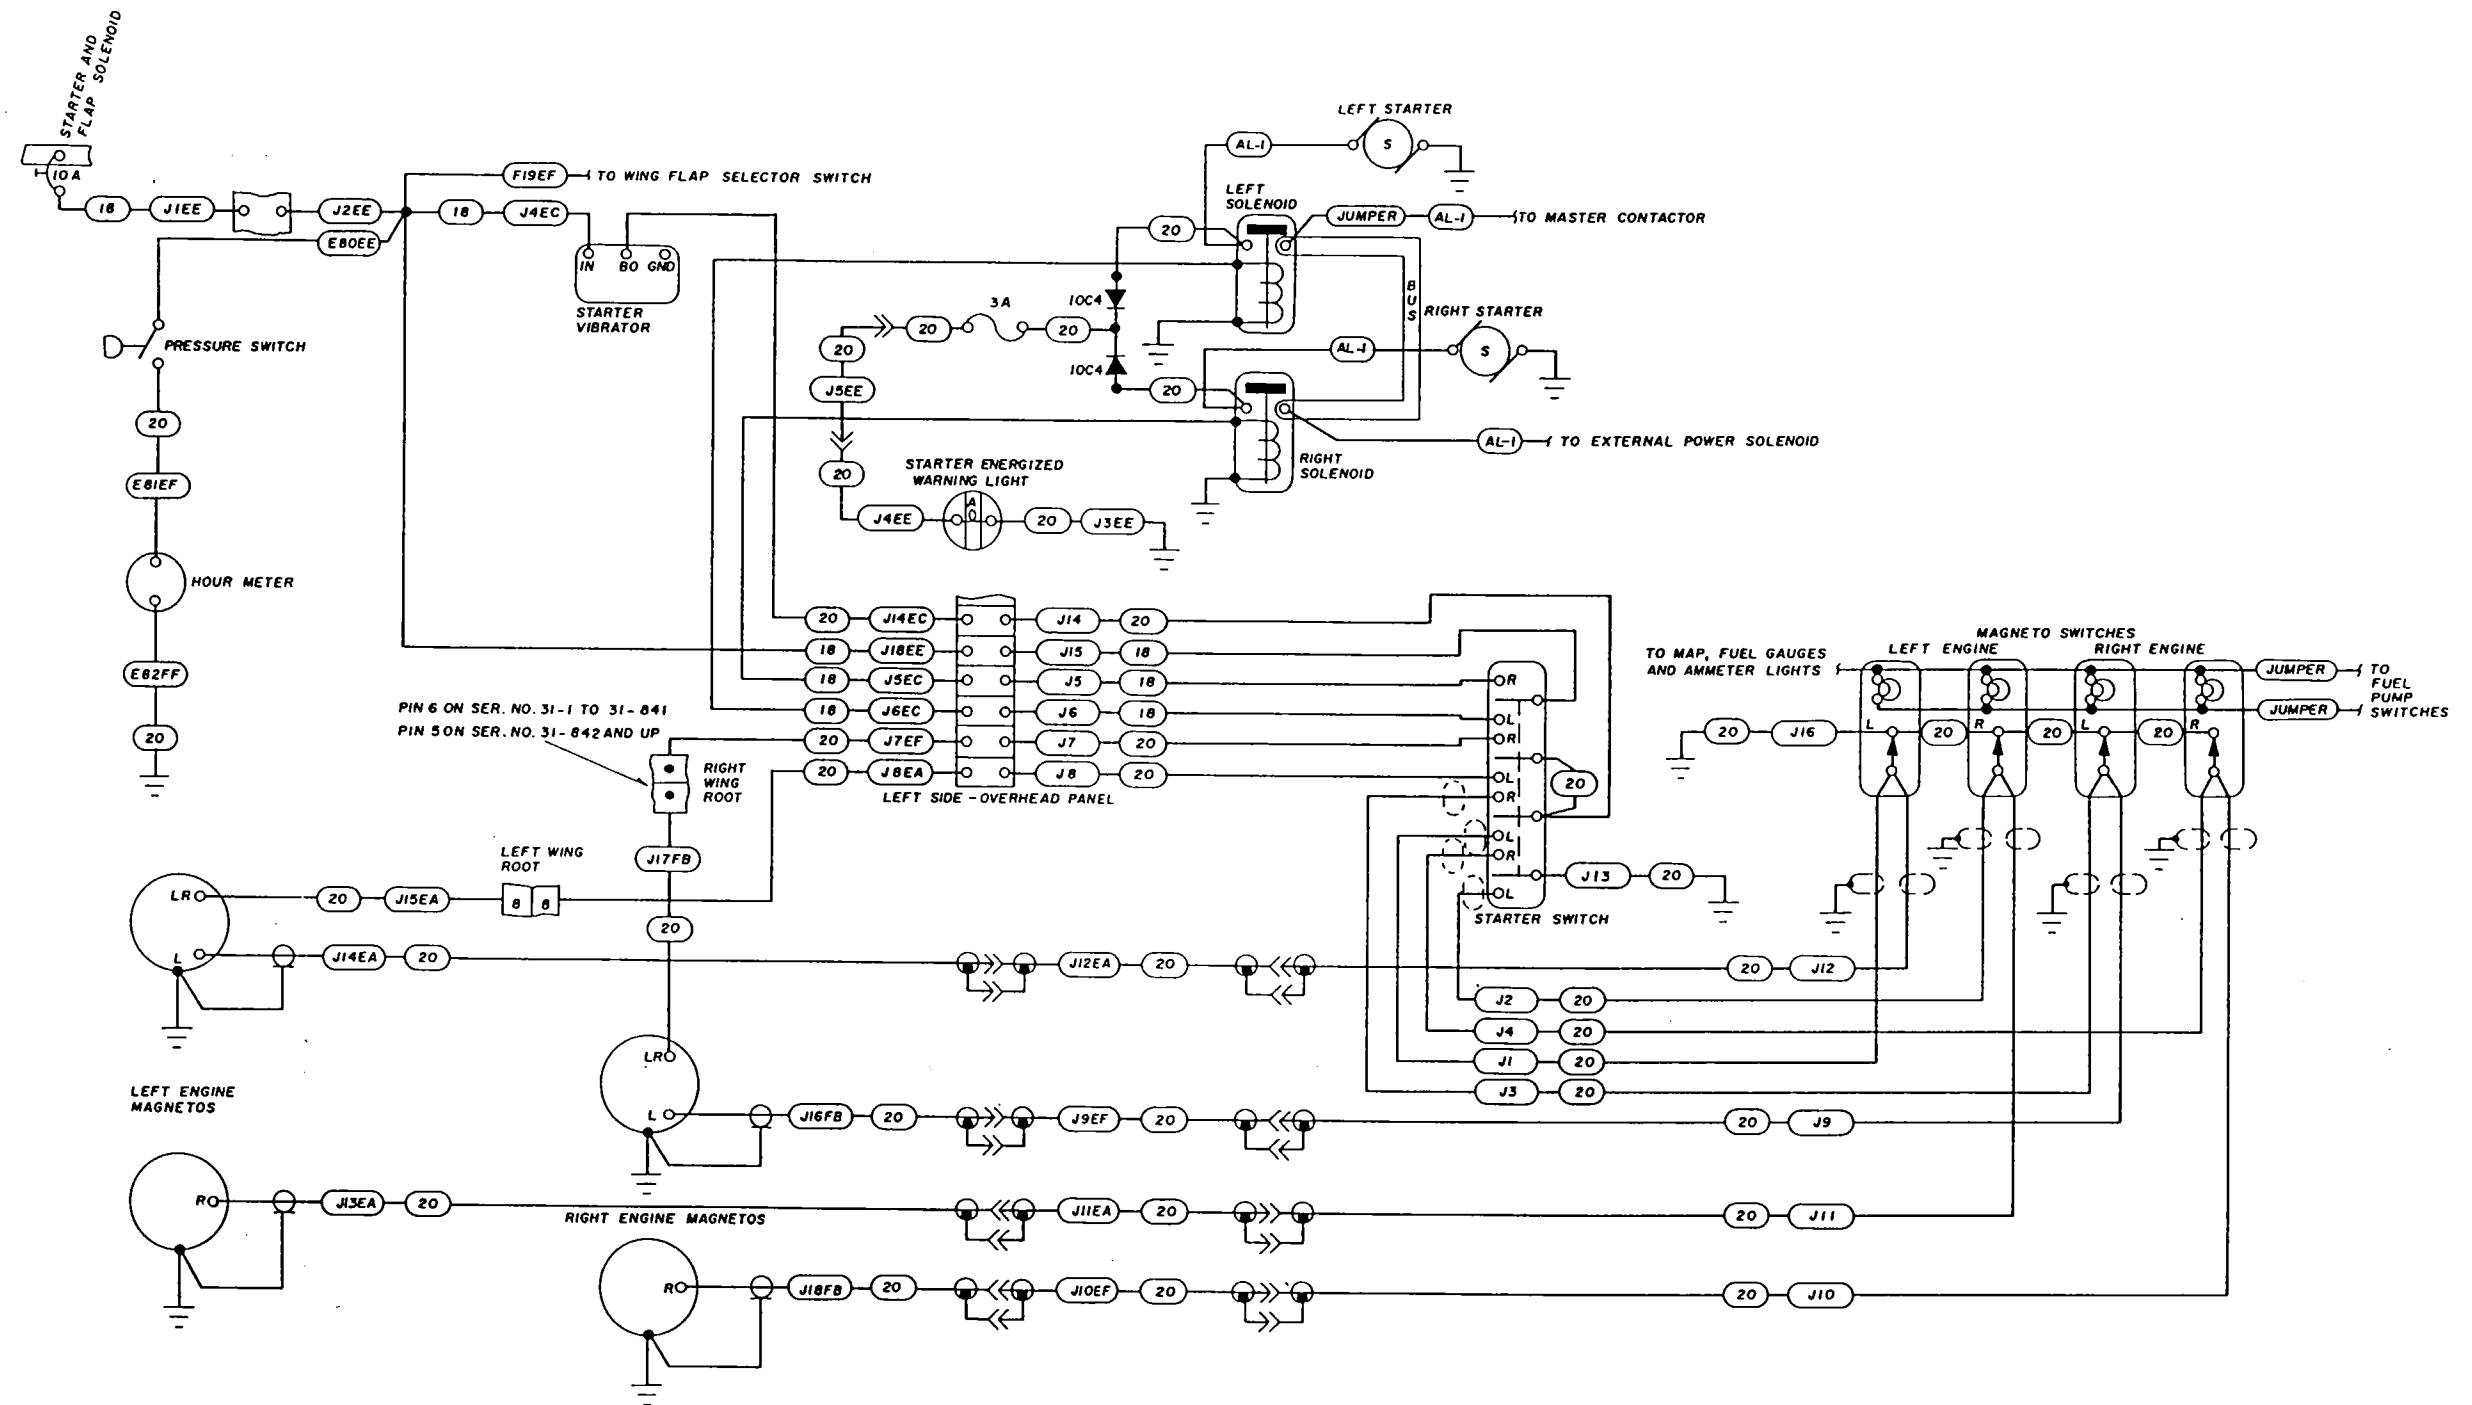 STARTER AND
FLAP SOLENOID
10A
18
J1EE
J2EE
E80EE
F19EF
TO WING FLAP SELECTOR SWITCH
18
J4EC
IN
BO
GND
STARTER
VIBRATOR
PRESSURE SWITCH
20
E81EF
HOUR METER
E82FF
20
LEFT STARTER
AL-1
S
LEFT
SOLENOID
20
JUMPER
AL-1
TO MASTER CONTACTOR
3A
10C4
20
20
20
J5EE
10C4
20
BUS
RIGHT STARTER
AL-1
S
AL-1
TO EXTERNAL POWER SOLENOID
RIGHT
SOLENOID
20
STARTER ENERGIZED
WARNING LIGHT
A
J4EE
20
J3EE
20
J14EC
J14
20
18
J18EE
J15
18
18
J5EC
J5
18
18
J6EC
J6
18
20
J7EF
J7
20
20
J8EA
J8
20
LEFT SIDE - OVERHEAD PANEL
PIN 6 ON SER. NO. 31-1 TO 31-841
PIN 5 ON SER. NO. 31-842 AND UP
RIGHT
WING
ROOT
J17FB
20
LEFT WING
ROOT
8
8
R
L
R
L
R
L
R
L
20
J13
20
STARTER SWITCH
MAGNETO SWITCHES
LEFT ENGINE
RIGHT ENGINE
TO MAP, FUEL GAUGES
AND AMMETER LIGHTS
JUMPER
JUMPER
TO
FUEL
PUMP
SWITCHES
20
J16
L
20
R
20
L
20
R
LR
20
J15EA
L
J14EA
20
J12EA
20
20
J12
J2
20
J4
20
J1
20
J3
20
LEFT ENGINE
MAGNETOS
LR
L
J16FB
20
J9EF
20
20
J9
R
J13EA
20
J11EA
20
20
J11
RIGHT ENGINE MAGNETOS
R
J18FB
20
J10EF
20
20
J10